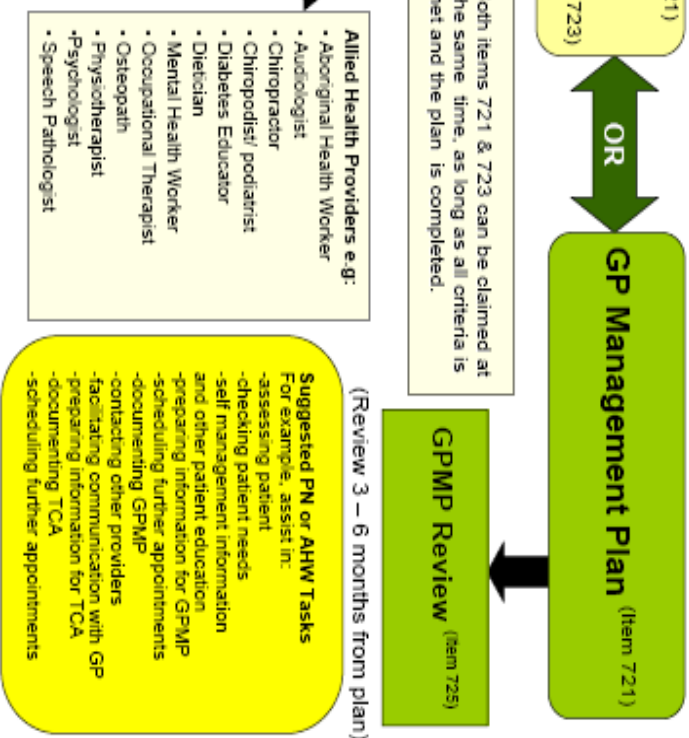 1)
723)
OR
GP Management Plan (Item 721)
oth items 721 & 723 can be claimed at
he same time, as long as all criteria is
net and the plan is completed.
GPMP Review (Item 725)
(Review 3 – 6 months from plan)
Allied Health Providers e.g:
• Aboriginal Health Worker
• Audiologist
• Chiropractor
• Chiropodist/ podiatrist
• Diabetes Educator
• Dietician
• Mental Health Worker
• Occupational Therapist
• Osteopath
• Physiotherapist
•Psychologist
• Speech Pathologist
Suggested PN or AHW Tasks
For example, assist in:
-assessing patient
-checking patient needs
-self management information
and other patient education
-preparing information for GPMP
-scheduling further appointments
-documenting GPMP
-contacting other providers
-facilitating communication with GP
-preparing information for TCA
-documenting TCA
-scheduling further appointments